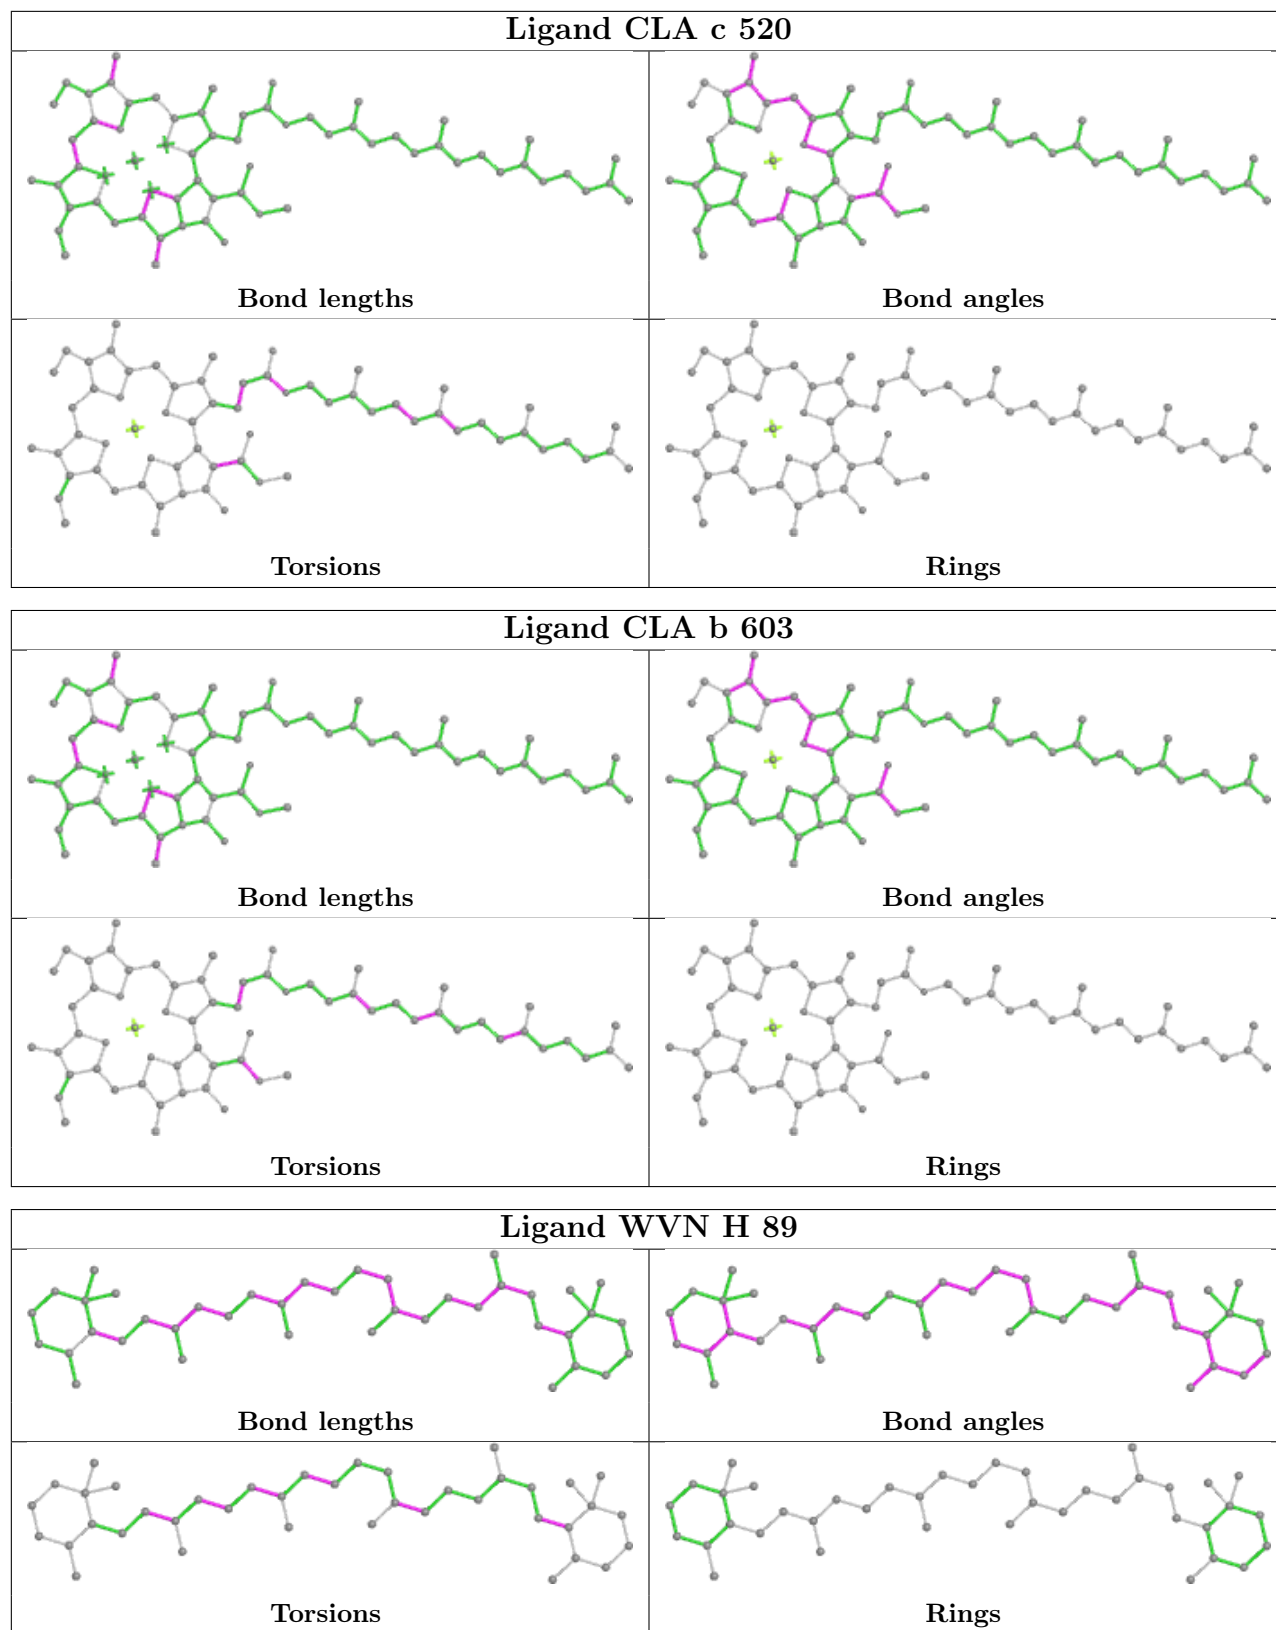 Ligand CLA c 520
Bond lengths
Bond angles
Torsions
Rings
Ligand CLA b 603
Bond lengths
Bond angles
Torsions
Rings
Ligand WVN H 89
Bond lengths
Bond angles
Torsions
Rings